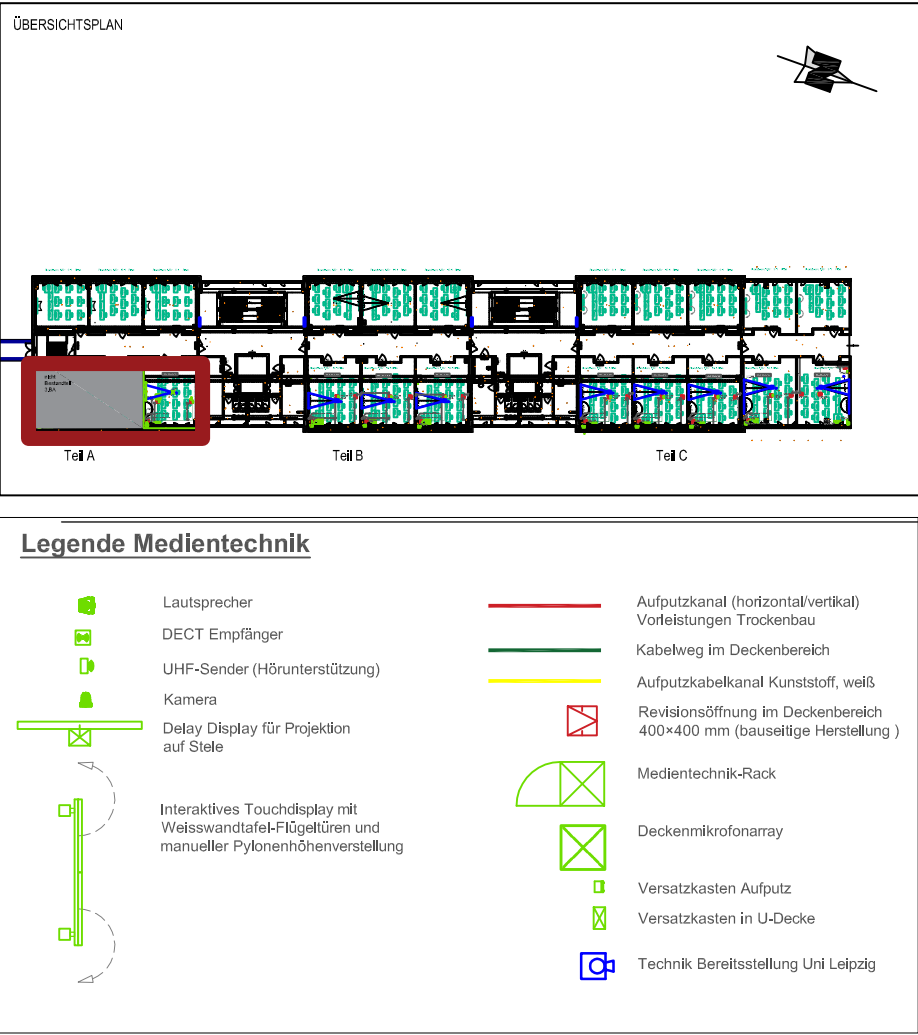 ÜBERSICHTSPLAN
Teil A
Teil B
Teil C
Legende Medientechnik
Lautsprecher
DECT Empfänger
UHF-Sender (Hörunterstützung)
Kamera
Delay Display für Projektion
auf Stele
Interaktives Touchdisplay mit
Weisswandtafel-Flügeltüren und
manueller Pylonenhöhenverstellung
Aufputzkanal (horizontal/vertikal)
Vorleistungen Trockenbau
Kabelweg im Deckenbereich
Aufputzkabelkanal Kunststoff, weiß
Revisionsöffnung im Deckenbereich
400×400 mm (bauseitige Herstellung )
Medientechnik-Rack
Deckenmikrofonarray
Versatzkasten Aufputz
Versatzkasten in U-Decke
Technik Bereitsstellung Uni Leipzig